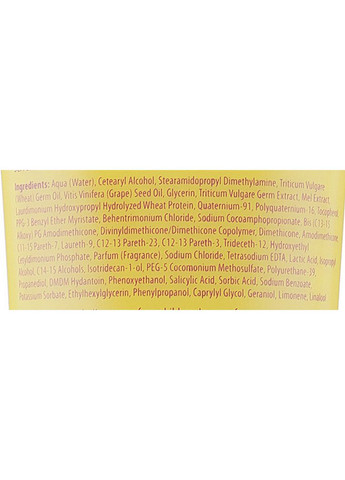 Ingredients: Aqua (Water), Cetearyl Alcohol, Stearamidopropyl Dimethylamine, Triticum Vulgare
(Wheat) Germ Oil, Vitis Vinifera (Grape) Seed Oil, Glycerin, Triticum Vulgare Germ Extract, Mel Extract
Laurdimonium Hydroxypropyl Hydrolyzed Wheat Protein, Quaternium-91, Polyquaternium-16, Tocopherol,
PPG-3 Benzyl Ether Myristate, Behentrimonium Chloride, Sodium Cocoamphopropionate, Bis (C13-15
Alkoxy) PG Amodimethicone, Divinyldimethicone/Dimethicone Copolymer, Dimethicone, Amodimethicone
C11-15 Pareth-7, Laureth-9, C12-13 Pareth-23, C12-13 Pareth-3, Trideceth-12, Hydroxyethyl
Cetyldimonium Phosphate, Parfum (Fragrance), Sodium Chloride, Tetrasodium EDTA, Lactic Acid, Isopropyl
Alcohol, C14-15 Alcohols, Isotridecan-1-ol, PEG-5 Cocomonium Methosulfate, Polyurethane-39,
Propanediol, DMDM Hydantoin, Phenoxyethanol, Salicylic Acid, Sorbic Acid, Sodium Benzoate,
Potassium Sorbate, Ethylhexylglycerin, Phenylpropanol, Caprylyl Glycol, Geraniol, Limonene, Linalool